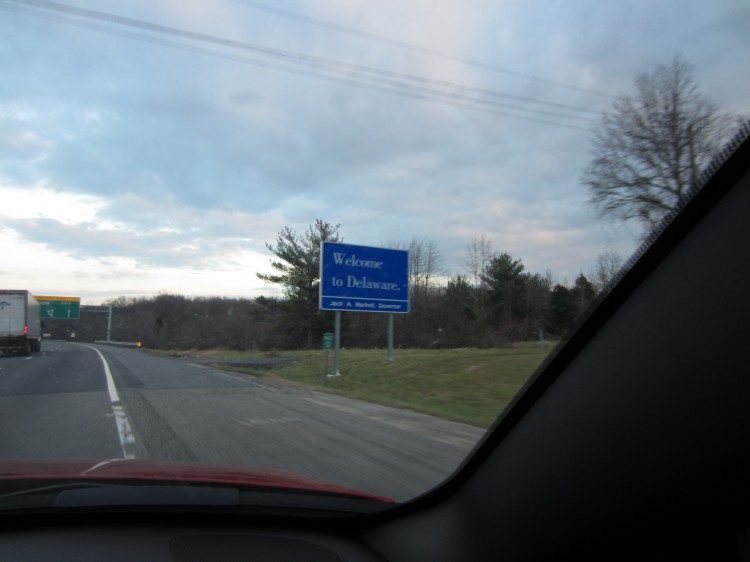 Welcome
to Delaware.
Jack A. Markell, Governor